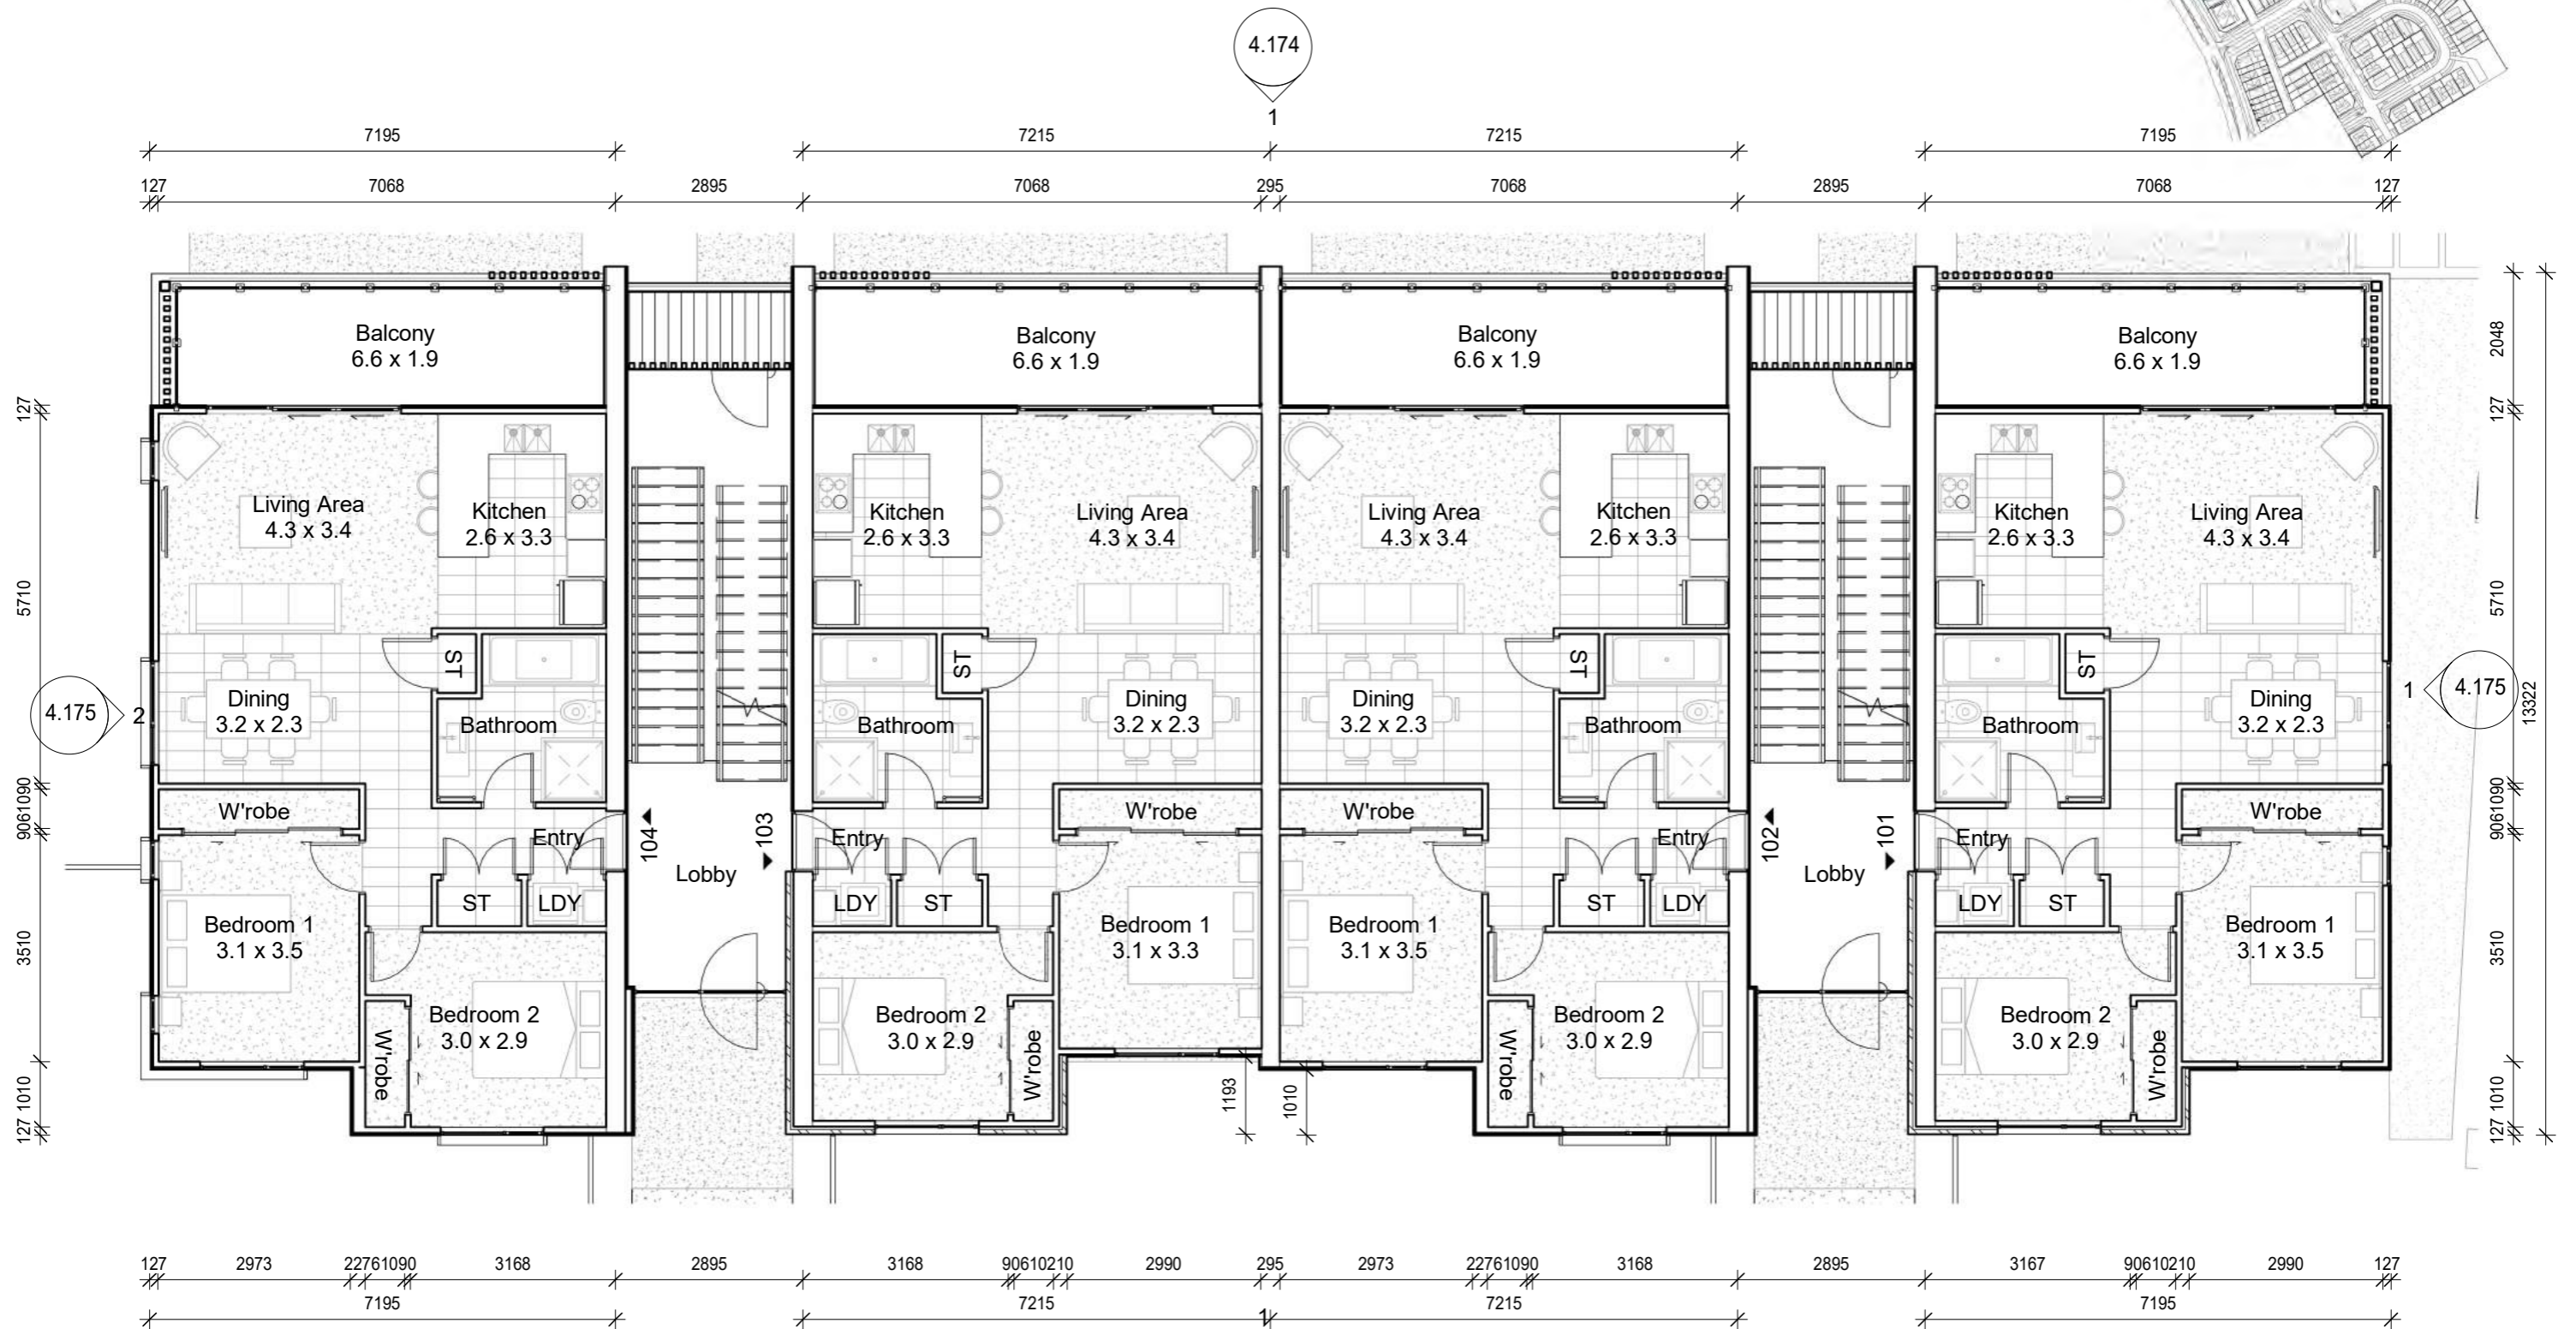 4.174
1
7195
7215
7215
7195
127
7068
2895
7068
295
7068
2895
7068
127
Balcony
6.6 x 1.9
Balcony
6.6 x 1.9
Balcony
6.6 x 1.9
Balcony
6.6 x 1.9
127
5710
90610 90
3510
1010
127
2048
127
5710
90610 90
3510
1010
127
13322
Living Area
4.3 x 3.4
Kitchen
2.6 x 3.3
Kitchen
2.6 x 3.3
Living Area
4.3 x 3.4
Living Area
4.3 x 3.4
Kitchen
2.6 x 3.3
Kitchen
2.6 x 3.3
Living Area
4.3 x 3.4
ST
ST
ST
ST
4.175
2
Dining
3.2 x 2.3
Bathroom
Bathroom
Dining
3.2 x 2.3
Dining
3.2 x 2.3
Bathroom
Bathroom
Dining
3.2 x 2.3
1
4.175
W'robe
W'robe
W'robe
W'robe
Entry
104
103
Entry
Entry
102
101
Entry
Lobby
Lobby
ST
LDY
LDY
ST
ST
LDY
LDY
ST
Bedroom 1
3.1 x 3.5
Bedroom 1
3.1 x 3.3
Bedroom 1
3.1 x 3.5
Bedroom 1
3.1 x 3.5
W'robe
Bedroom 2
3.0 x 2.9
Bedroom 2
3.0 x 2.9
W'robe
W'robe
Bedroom 2
3.0 x 2.9
Bedroom 2
3.0 x 2.9
W'robe
1193
1010
127
2973
22761090
3168
2895
3168
90610210
2990
295
2973
22761090
3168
2895
3167
90610210
2990
127
7195
7215
1
7215
7195